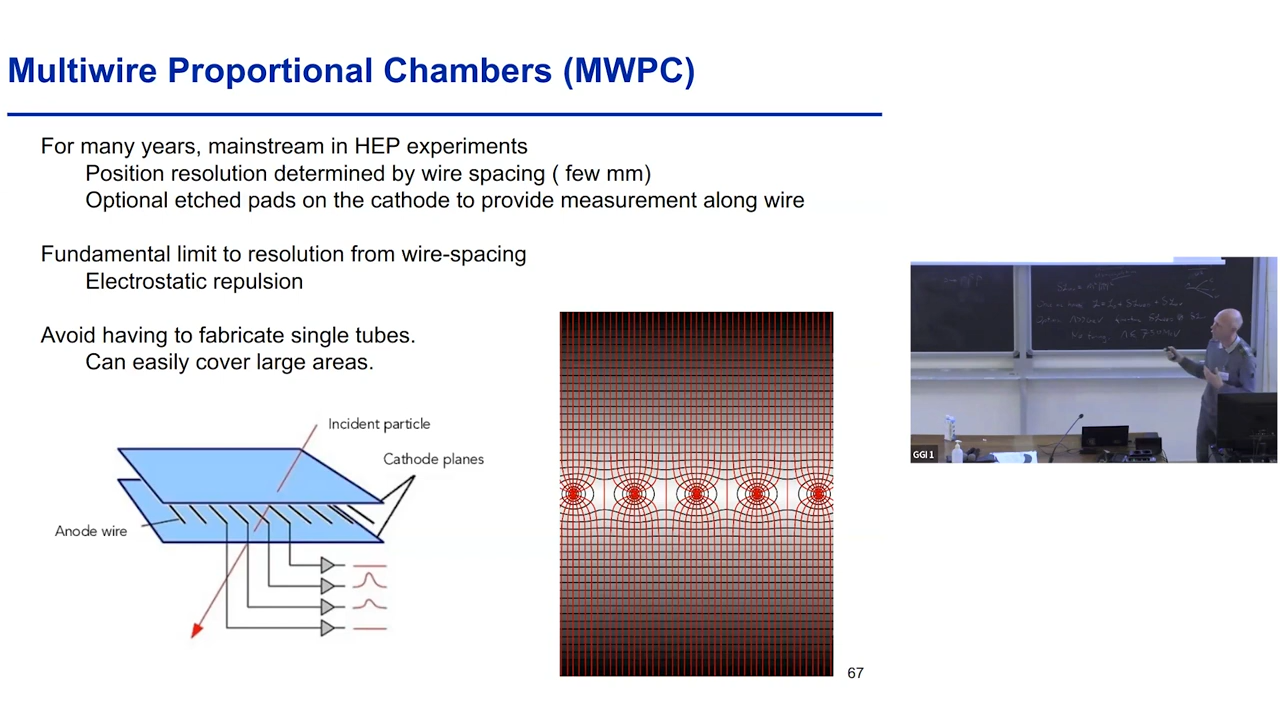 Multiwire Proportional Chambers (MWPC)
For many years, mainstream in HEP experiments
Position resolution determined by wire spacing ( few mm)
Optional etched pads on the cathode to provide measurement along wire
Fundamental limit to resolution from wire-spacing
Electrostatic repulsion
Avoid having to fabricate single tubes.
Can easily cover large areas.
Incident particle
Cathode planes
Anode wire
67
GGI 1